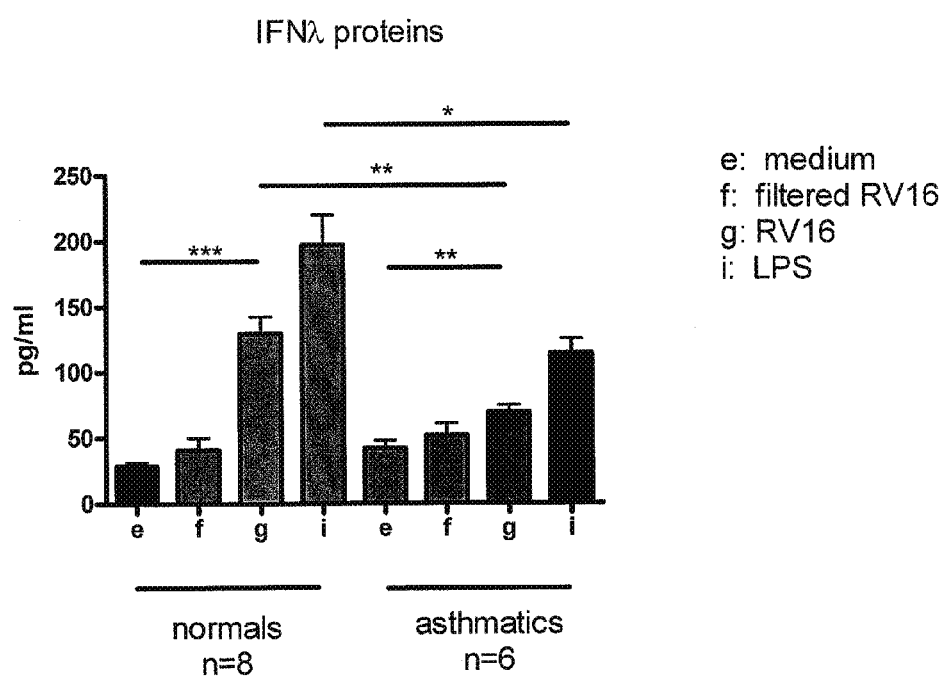 IFNλ proteins
*
**
***
**
pg/ml
250
200
150
100
50
0
e f g i e f g i
normals
n=8
asthmatics
n=6
e: medium
f: filtered RV16
g: RV16
i: LPS